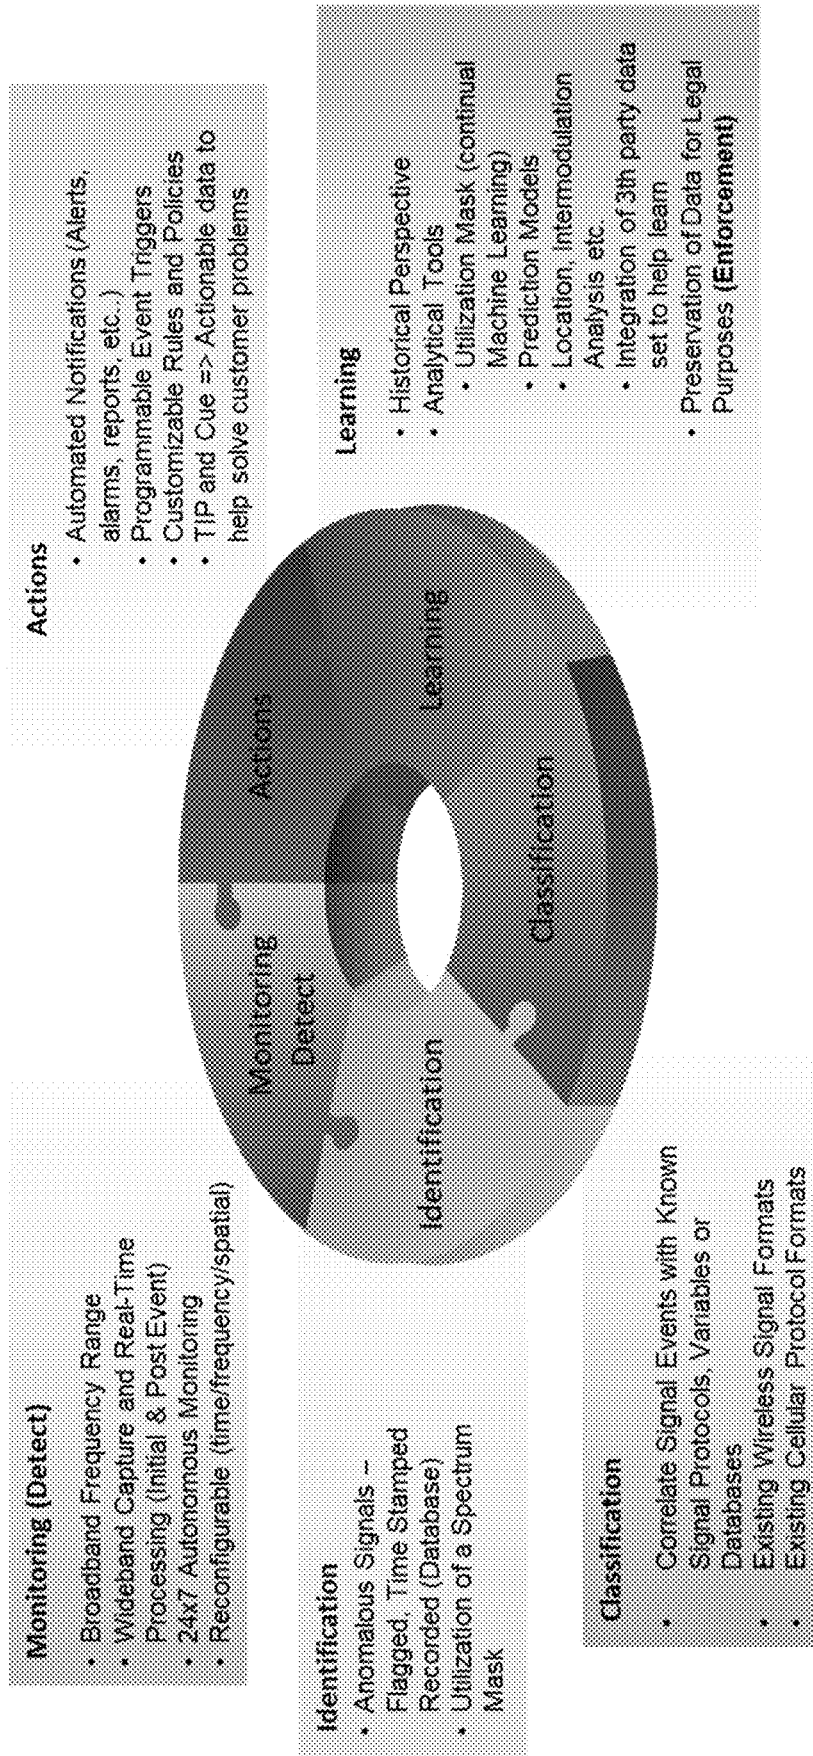 Monitoring (Detect)
• Broadband Frequency Range
• Wideband Capture and Real-Time
Processing (Initial & Post Event)
• 24x7 Autonomous Monitoring
• Reconfigurable (time/frequency/spatial)
Actions
• Automated Notifications (Alerts,
alarms, reports, etc..)
• Programmable Event Triggers
• Customizable Rules and Policies
• TIP and Cue => Actionable data to
help solve customer problems
Identification
• Anomalous Signals –
Flagged, Time Stamped
Recorded (Database)
• Utilization of a Spectrum
Mask
Monitoring
Detect
Actions
Identification
Learning
Classification
Learning
• Historical Perspective
• Analytical Tools
• Utilization Mask (continual
Machine Learning)
• Prediction Models
• Location, Intermodulation
Analysis etc.
• Integration of 3th party data
set to help learn
• Preservation of Data for Legal
Purposes (Enforcement)
Classification
• Correlate Signal Events with Known
Signal Protocols, Variables or
Databases
• Existing Wireless Signal Formats
• Existing Cellular Protocol Formats